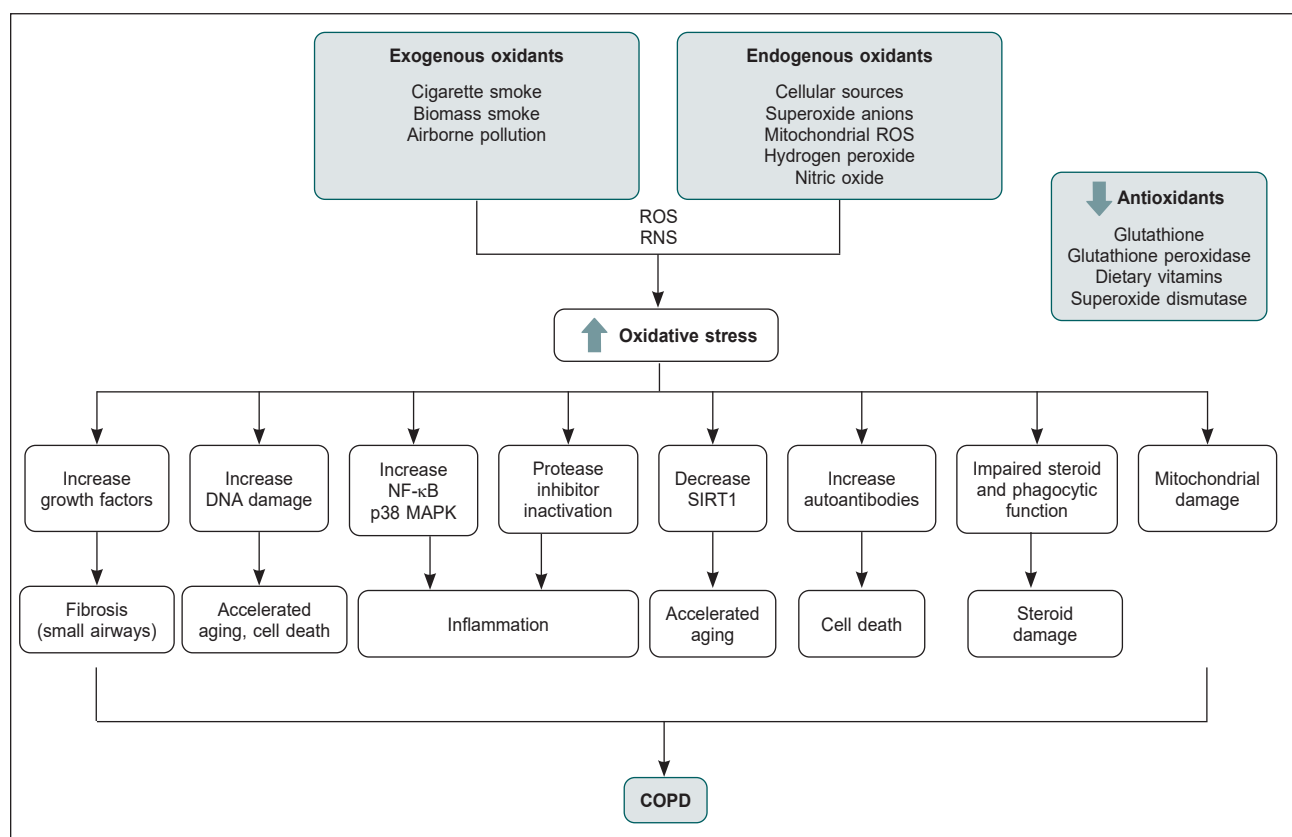 Exogenous oxidants
Cigarette smoke
Biomass smoke
Airborne pollution
Endogenous oxidants
Cellular sources
Superoxide anions
Mitochondrial ROS
Hydrogen peroxide
Nitric oxide
Antioxidants
Glutathione
Glutathione peroxidase
Dietary vitamins
Superoxide dismutase
ROS
RNS
Oxidative stress
Increase
growth factors
Increase
DNA damage
Increase
NF-κB
p38 MAPK
Protease
inhibitor
inactivation
Decrease
SIRT1
Increase
autoantibodies
Impaired steroid
and phagocytic
function
Mitochondrial
damage
Fibrosis
(small airways)
Accelerated
aging, cell death
Inflammation
Accelerated
aging
Cell death
Steroid
damage
COPD